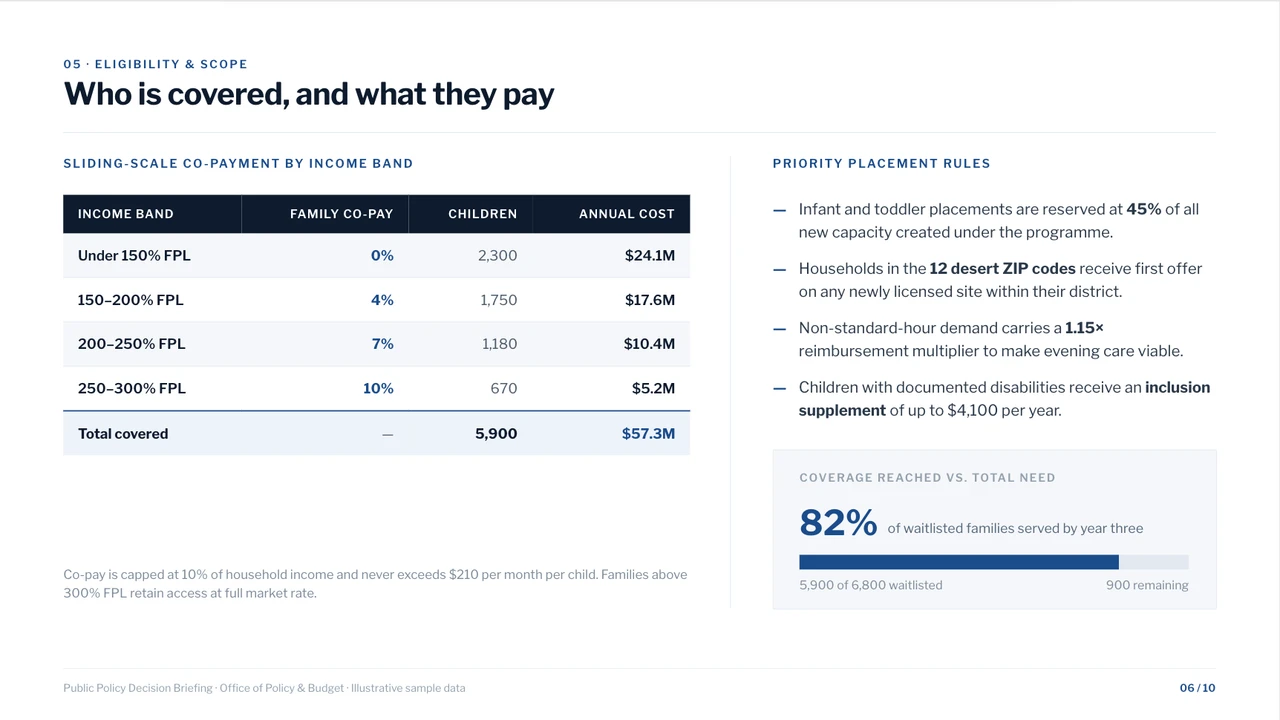 05 · ELIGIBILITY & SCOPE
Who is covered, and what they pay
SLIDING-SCALE CO-PAYMENT BY INCOME BAND
INCOME BAND FAMILY CO-PAY CHILDREN ANNUAL COST
Under 150% FPL 0% 2,300 $24.1M
150–200% FPL 4% 1,750 $17.6M
200–250% FPL 7% 1,180 $10.4M
250–300% FPL 10% 670 $5.2M
Total covered — 5,900 $57.3M
Co-pay is capped at 10% of household income and never exceeds $210 per month per child. Families above
300% FPL retain access at full market rate.
PRIORITY PLACEMENT RULES
— Infant and toddler placements are reserved at 45% of all
new capacity created under the programme.
— Households in the 12 desert ZIP codes receive first offer
on any newly licensed site within their district.
— Non-standard-hour demand carries a 1.15×
reimbursement multiplier to make evening care viable.
— Children with documented disabilities receive an inclusion
supplement of up to $4,100 per year.
COVERAGE REACHED VS. TOTAL NEED
82% of waitlisted families served by year three
5,900 of 6,800 waitlisted 900 remaining
Public Policy Decision Briefing · Office of Policy & Budget · Illustrative sample data
06 / 10